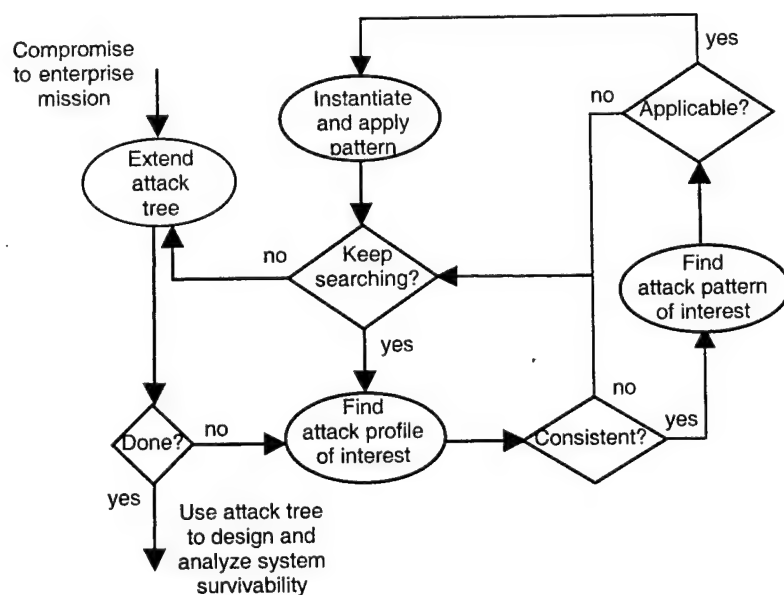 Compromise
to enterprise
mission
Extend
attack
tree
Instantiate
and apply
pattern
yes
no
Applicable?
no
Keep
searching?
Find
attack pattern
of interest
yes
Done?
no
Find
attack profile
of interest
no
Consistent?
yes
yes
Use attack tree
to design and
analyze system
survivability